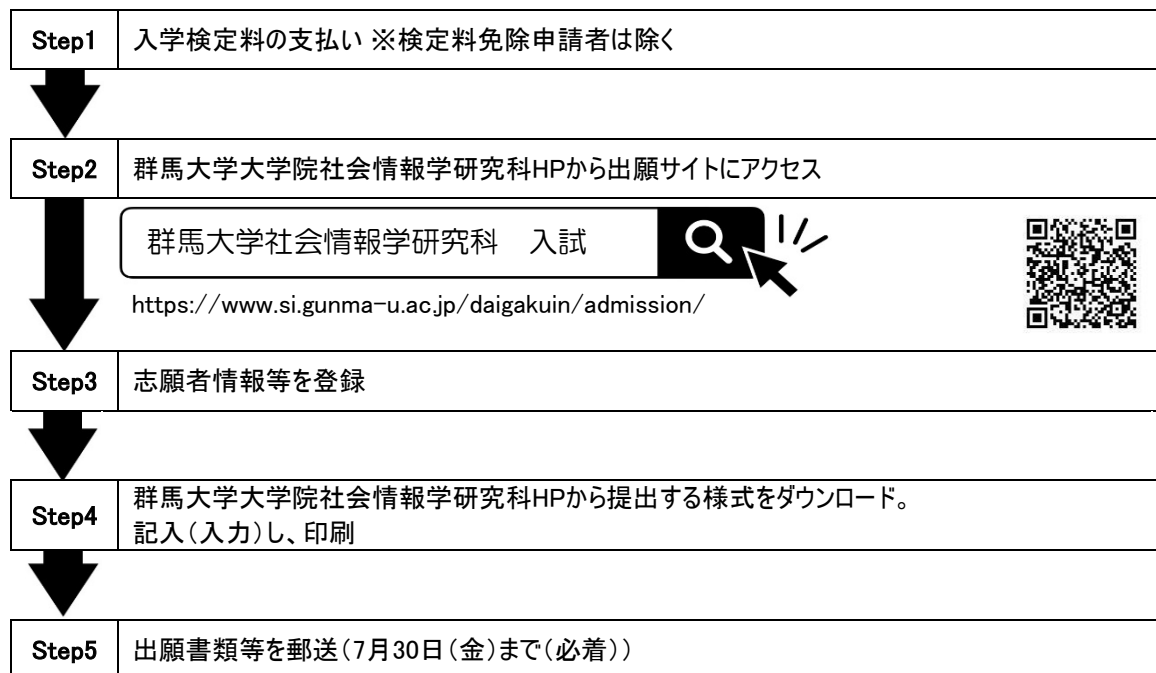 Step1 入学検定料の支払い ※検定料免除申請者は除く
Step2 群馬大学大学院社会情報学研究科HPから出願サイトにアクセス
群馬大学社会情報学研究科　入試
https://www.si.gunma-u.ac.jp/daigakuin/admission/
Step3 志願者情報等を登録
Step4 群馬大学大学院社会情報学研究科HPから提出する様式をダウンロード。
記入(入力)し、印刷
Step5 出願書類等を郵送(7月30日(金)まで(必着))